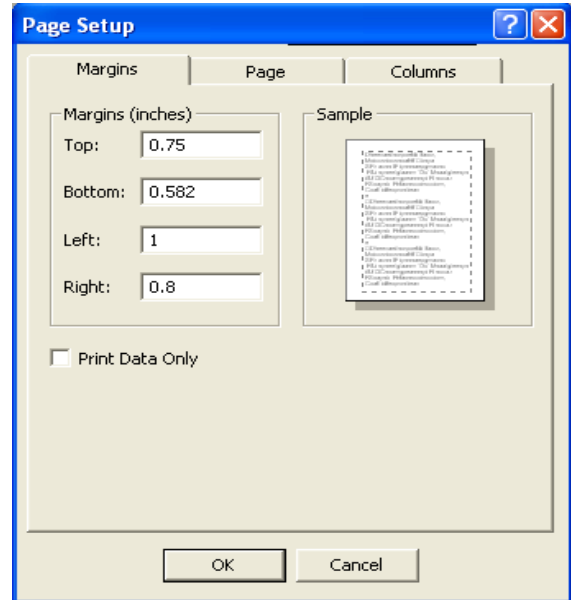 Page Setup
Margins Page Columns
Margins (inches) Sample
Top: 0.75
Bottom: 0.582
Left: 1
Right: 0.8
Print Data Only
OK Cancel